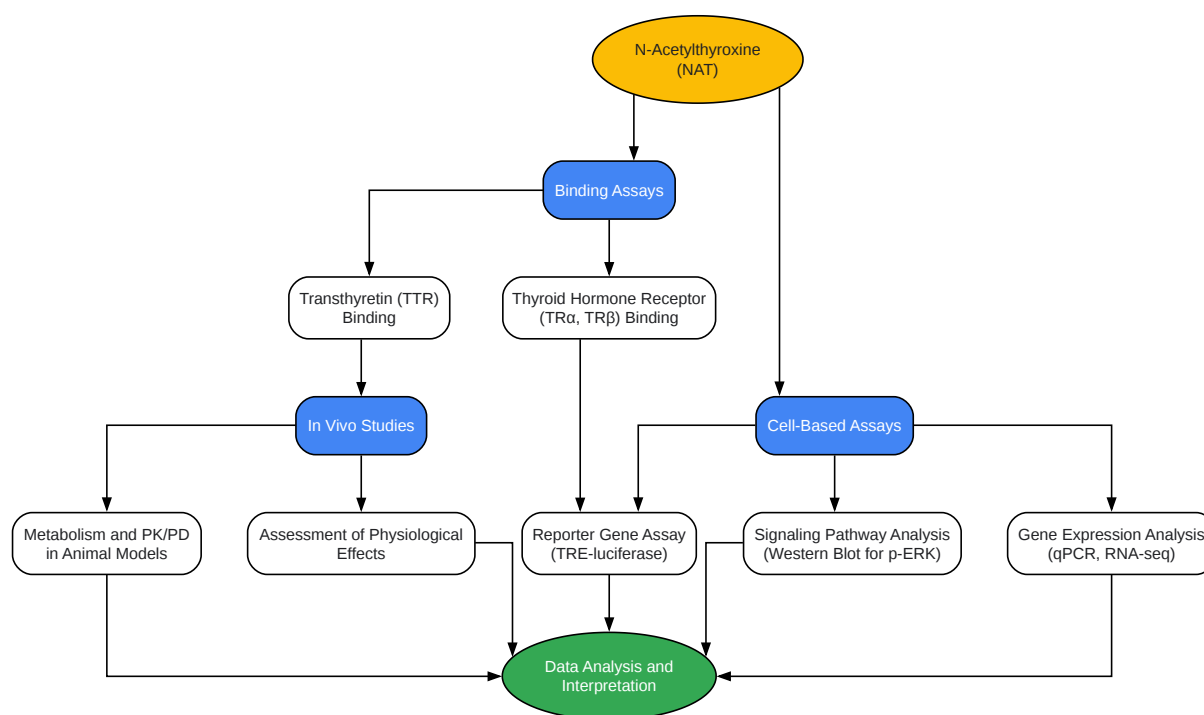 N-Acetylthyroxine
(NAT)
Binding Assays
Transthyretin (TTR)
Binding
Thyroid Hormone Receptor
(TRα, TRβ) Binding
In Vivo Studies
Cell-Based Assays
Metabolism and PK/PD
in Animal Models
Assessment of Physiological
Effects
Reporter Gene Assay
(TRE-luciferase)
Signaling Pathway Analysis
(Western Blot for p-ERK)
Gene Expression Analysis
(qPCR, RNA-seq)
Data Analysis and
Interpretation